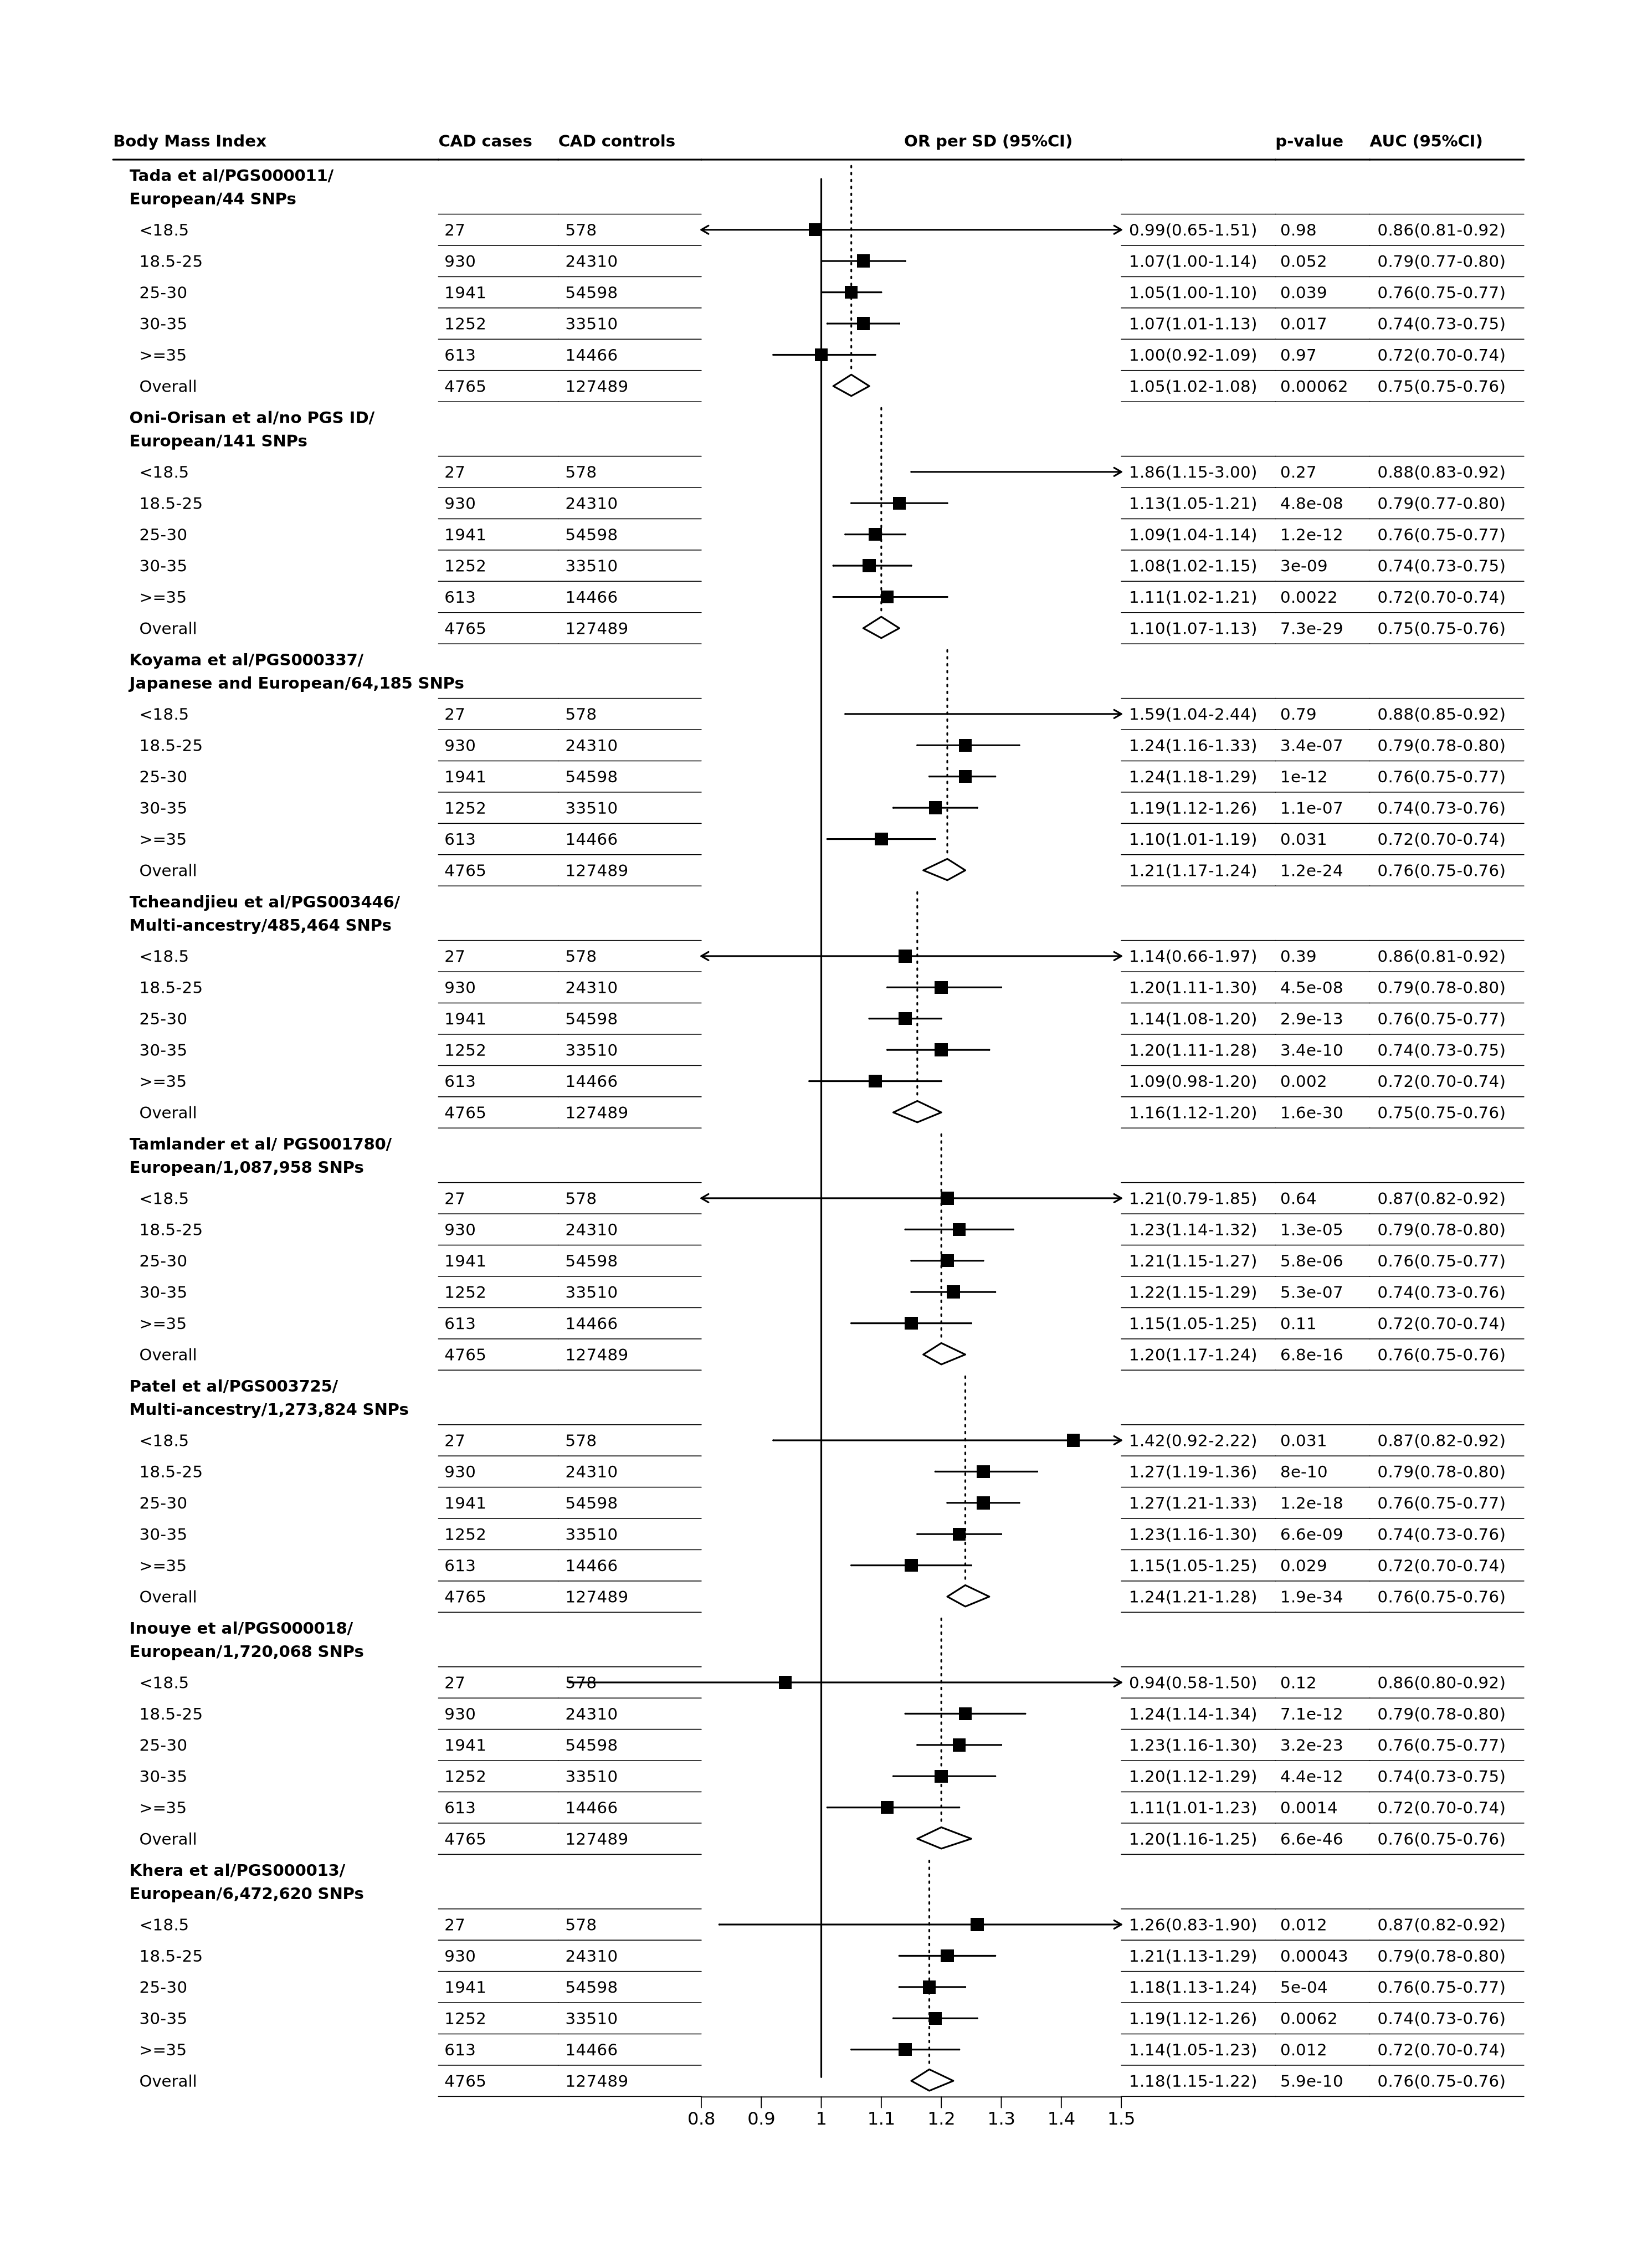 Body Mass Index CAD cases CAD controls OR per SD (95%CI) p-value AUC (95%CI)
Tada et al/PGS000011/
European/44 SNPs
<18.5 27 578 0.99(0.65-1.51) 0.98 0.86(0.81-0.92)
18.5-25 930 24310 1.07(1.00-1.14) 0.052 0.79(0.77-0.80)
25-30 1941 54598 1.05(1.00-1.10) 0.039 0.76(0.75-0.77)
30-35 1252 33510 1.07(1.01-1.13) 0.017 0.74(0.73-0.75)
>=35 613 14466 1.00(0.92-1.09) 0.97 0.72(0.70-0.74)
Overall 4765 127489 1.05(1.02-1.08) 0.00062 0.75(0.75-0.76)
Oni-Orisan et al/no PGS ID/
European/141 SNPs
<18.5 27 578 1.86(1.15-3.00) 0.27 0.88(0.83-0.92)
18.5-25 930 24310 1.13(1.05-1.21) 4.8e-08 0.79(0.77-0.80)
25-30 1941 54598 1.09(1.04-1.14) 1.2e-12 0.76(0.75-0.77)
30-35 1252 33510 1.08(1.02-1.15) 3e-09 0.74(0.73-0.75)
>=35 613 14466 1.11(1.02-1.21) 0.0022 0.72(0.70-0.74)
Overall 4765 127489 1.10(1.07-1.13) 7.3e-29 0.75(0.75-0.76)
Koyama et al/PGS000337/
Japanese and European/64,185 SNPs
<18.5 27 578 1.59(1.04-2.44) 0.79 0.88(0.85-0.92)
18.5-25 930 24310 1.24(1.16-1.33) 3.4e-07 0.79(0.78-0.80)
25-30 1941 54598 1.24(1.18-1.29) 1e-12 0.76(0.75-0.77)
30-35 1252 33510 1.19(1.12-1.26) 1.1e-07 0.74(0.73-0.76)
>=35 613 14466 1.10(1.01-1.19) 0.031 0.72(0.70-0.74)
Overall 4765 127489 1.21(1.17-1.24) 1.2e-24 0.76(0.75-0.76)
Tcheandjieu et al/PGS003446/
Multi-ancestry/485,464 SNPs
<18.5 27 578 1.14(0.66-1.97) 0.39 0.86(0.81-0.92)
18.5-25 930 24310 1.20(1.11-1.30) 4.5e-08 0.79(0.78-0.80)
25-30 1941 54598 1.14(1.08-1.20) 2.9e-13 0.76(0.75-0.77)
30-35 1252 33510 1.20(1.11-1.28) 3.4e-10 0.74(0.73-0.75)
>=35 613 14466 1.09(0.98-1.20) 0.002 0.72(0.70-0.74)
Overall 4765 127489 1.16(1.12-1.20) 1.6e-30 0.75(0.75-0.76)
Tamlander et al/ PGS001780/
European/1,087,958 SNPs
<18.5 27 578 1.21(0.79-1.85) 0.64 0.87(0.82-0.92)
18.5-25 930 24310 1.23(1.14-1.32) 1.3e-05 0.79(0.78-0.80)
25-30 1941 54598 1.21(1.15-1.27) 5.8e-06 0.76(0.75-0.77)
30-35 1252 33510 1.22(1.15-1.29) 5.3e-07 0.74(0.73-0.76)
>=35 613 14466 1.15(1.05-1.25) 0.11 0.72(0.70-0.74)
Overall 4765 127489 1.20(1.17-1.24) 6.8e-16 0.76(0.75-0.76)
Patel et al/PGS003725/
Multi-ancestry/1,273,824 SNPs
<18.5 27 578 1.42(0.92-2.22) 0.031 0.87(0.82-0.92)
18.5-25 930 24310 1.27(1.19-1.36) 8e-10 0.79(0.78-0.80)
25-30 1941 54598 1.27(1.21-1.33) 1.2e-18 0.76(0.75-0.77)
30-35 1252 33510 1.23(1.16-1.30) 6.6e-09 0.74(0.73-0.76)
>=35 613 14466 1.15(1.05-1.25) 0.029 0.72(0.70-0.74)
Overall 4765 127489 1.24(1.21-1.28) 1.9e-34 0.76(0.75-0.76)
Inouye et al/PGS000018/
European/1,720,068 SNPs
<18.5 27 578 0.94(0.58-1.50) 0.12 0.86(0.80-0.92)
18.5-25 930 24310 1.24(1.14-1.34) 7.1e-12 0.79(0.78-0.80)
25-30 1941 54598 1.23(1.16-1.30) 3.2e-23 0.76(0.75-0.77)
30-35 1252 33510 1.20(1.12-1.29) 4.4e-12 0.74(0.73-0.75)
>=35 613 14466 1.11(1.01-1.23) 0.0014 0.72(0.70-0.74)
Overall 4765 127489 1.20(1.16-1.25) 6.6e-46 0.76(0.75-0.76)
Khera et al/PGS000013/
European/6,472,620 SNPs
<18.5 27 578 1.26(0.83-1.90) 0.012 0.87(0.82-0.92)
18.5-25 930 24310 1.21(1.13-1.29) 0.00043 0.79(0.78-0.80)
25-30 1941 54598 1.18(1.13-1.24) 5e-04 0.76(0.75-0.77)
30-35 1252 33510 1.19(1.12-1.26) 0.0062 0.74(0.73-0.76)
>=35 613 14466 1.14(1.05-1.23) 0.012 0.72(0.70-0.74)
Overall 4765 127489 1.18(1.15-1.22) 5.9e-10 0.76(0.75-0.76)
0.8 0.9 1 1.1 1.2 1.3 1.4 1.5